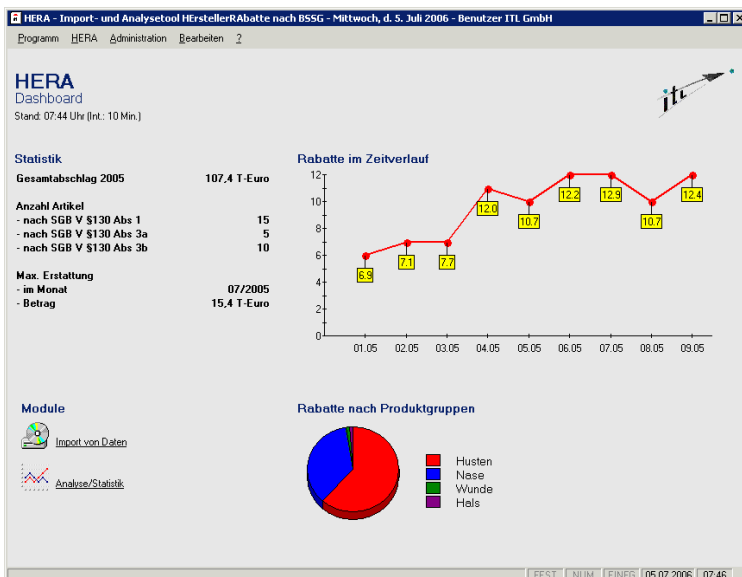 HERA - Import- und Analysetool HErstellerRAbatte nach BSSG - Mittwoch, d. 5. Juli 2006 - Benutzer ITL GmbH
Programm HERA Administration Bearbeiten ?
HERA
Dashboard
Stand: 07:44 Uhr (Int.: 10 Min.)
itl
Statistik
Gesamtabschlag 2005 107,4 T-Euro
Anzahl Artikel
- nach SGB V §130 Abs 1 15
- nach SGB V §130 Abs 3a 5
- nach SGB V §130 Abs 3b 10
Max. Erstattung
- im Monat 07/2005
- Betrag 15,4 T-Euro
Rabatte im Zeitverlauf
12
10
8
6
4
2
0
6.9 7.1 7.7 12.0 10.7 12.2 12.9 10.7 12.4
01.05 02.05 03.05 04.05 05.05 06.05 07.05 08.05 09.05
Module
Import von Daten
Analyse/Statistik
Rabatte nach Produktgruppen
Husten
Nase
Wunde
Hals
FEST NUM EINFG 05.07.2006 07:46